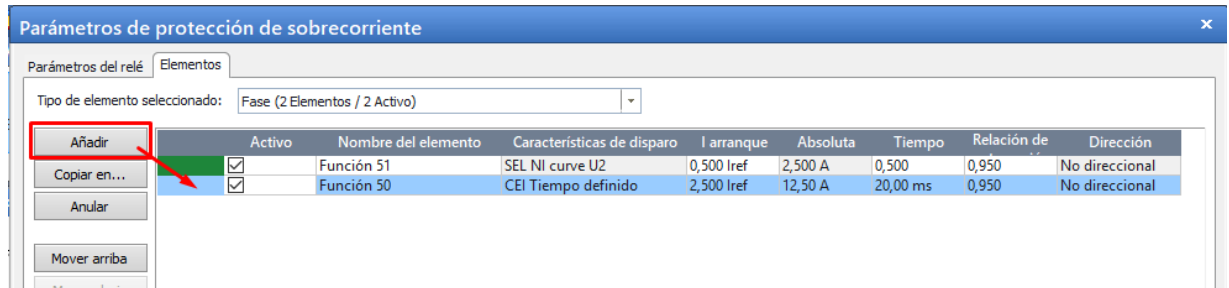 Parámetros de protección de sobrecorriente
Parámetros del relé Elementos
Tipo de elemento seleccionado: Fase (2 Elementos / 2 Activo)
Añadir
Copiar en...
Anular
Mover arriba
Activo Nombre del elemento Características de disparo I arranque Absoluta Tiempo Relación de Dirección
Función 51 SEL NI curve U2 0,500 Iref 2,500 A 0,500 0,950 No direccional
Función 50 CEI Tiempo definido 2,500 Iref 12,50 A 20,00 ms 0,950 No direccional